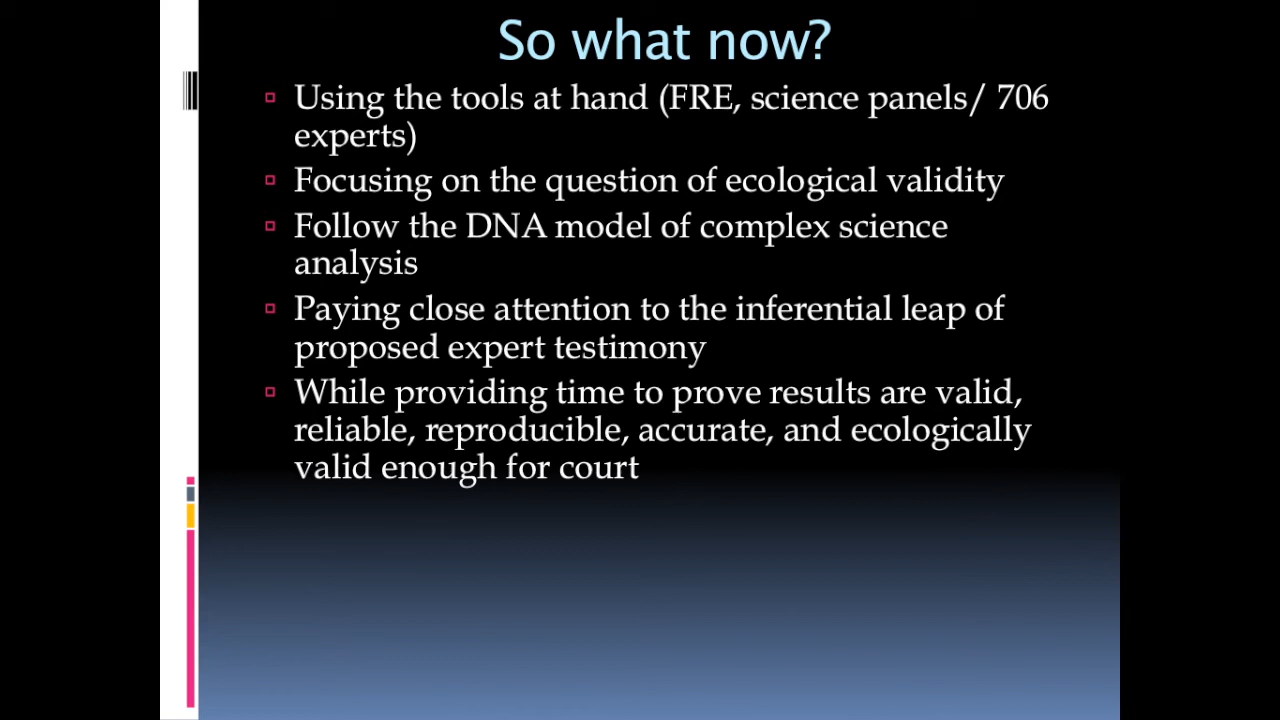 So what now?
Using the tools at hand (FRE, science panels/ 706
experts)
Focusing on the question of ecological validity
Follow the DNA model of complex science
analysis
Paying close attention to the inferential leap of
proposed expert testimony
While providing time to prove results are valid,
reliable, reproducible, accurate, and ecologically
valid enough for court